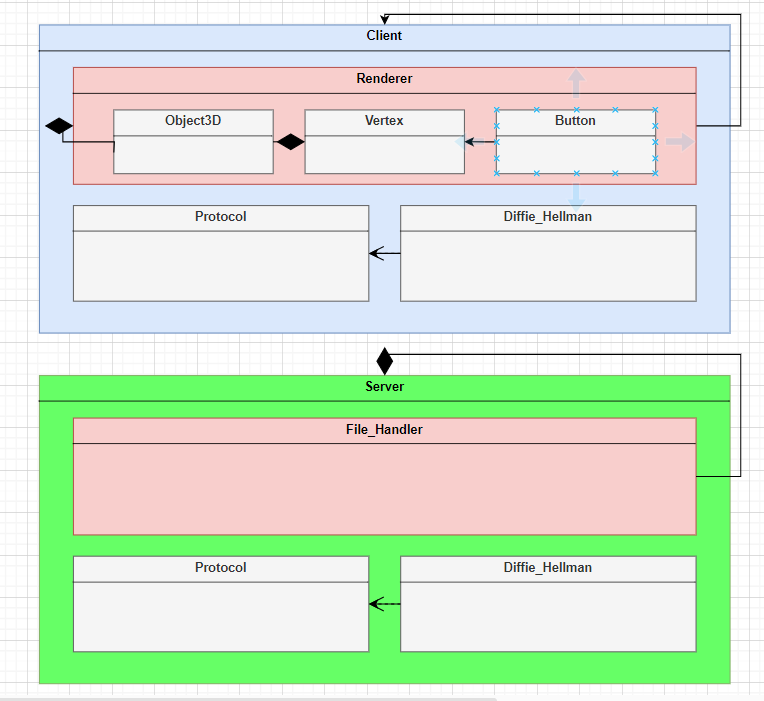 Client
Renderer
Object3D
Vertex
Button
Protocol
Diffie_Hellman
Server
File_Handler
Protocol
Diffie_Hellman